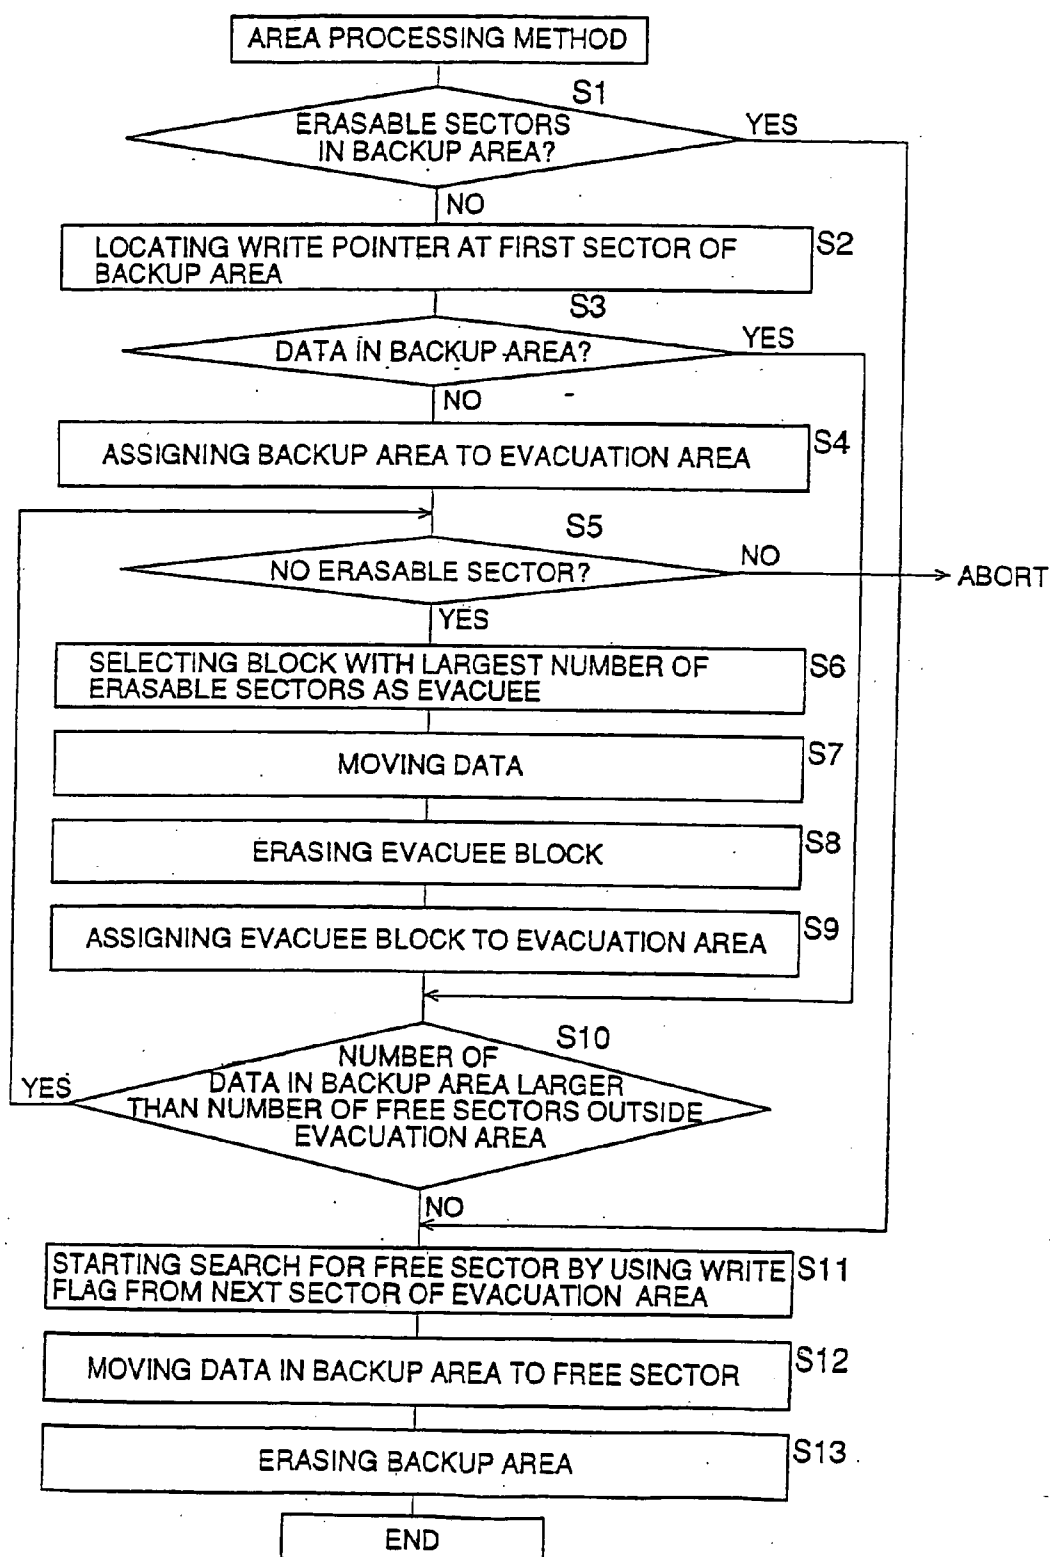 AREA PROCESSING METHOD
S1
ERASABLE SECTORS
IN BACKUP AREA?
YES
NO
LOCATING WRITE POINTER AT FIRST SECTOR OF
BACKUP AREA
S2
S3
DATA IN BACKUP AREA?
YES
NO
ASSIGNING BACKUP AREA TO EVACUATION AREA
S4
S5
NO ERASABLE SECTOR?
NO
ABORT
YES
SELECTING BLOCK WITH LARGEST NUMBER OF
ERASABLE SECTORS AS EVACUEE
S6
MOVING DATA
S7
ERASING EVACUEE BLOCK
S8
ASSIGNING EVACUEE BLOCK TO EVACUATION AREA
S9
S10
NUMBER OF
DATA IN BACKUP AREA LARGER
THAN NUMBER OF FREE SECTORS OUTSIDE
EVACUATION AREA
YES
NO
STARTING SEARCH FOR FREE SECTOR BY USING WRITE
FLAG FROM NEXT SECTOR OF EVACUATION AREA
S11
MOVING DATA IN BACKUP AREA TO FREE SECTOR
S12
ERASING BACKUP AREA
S13
END